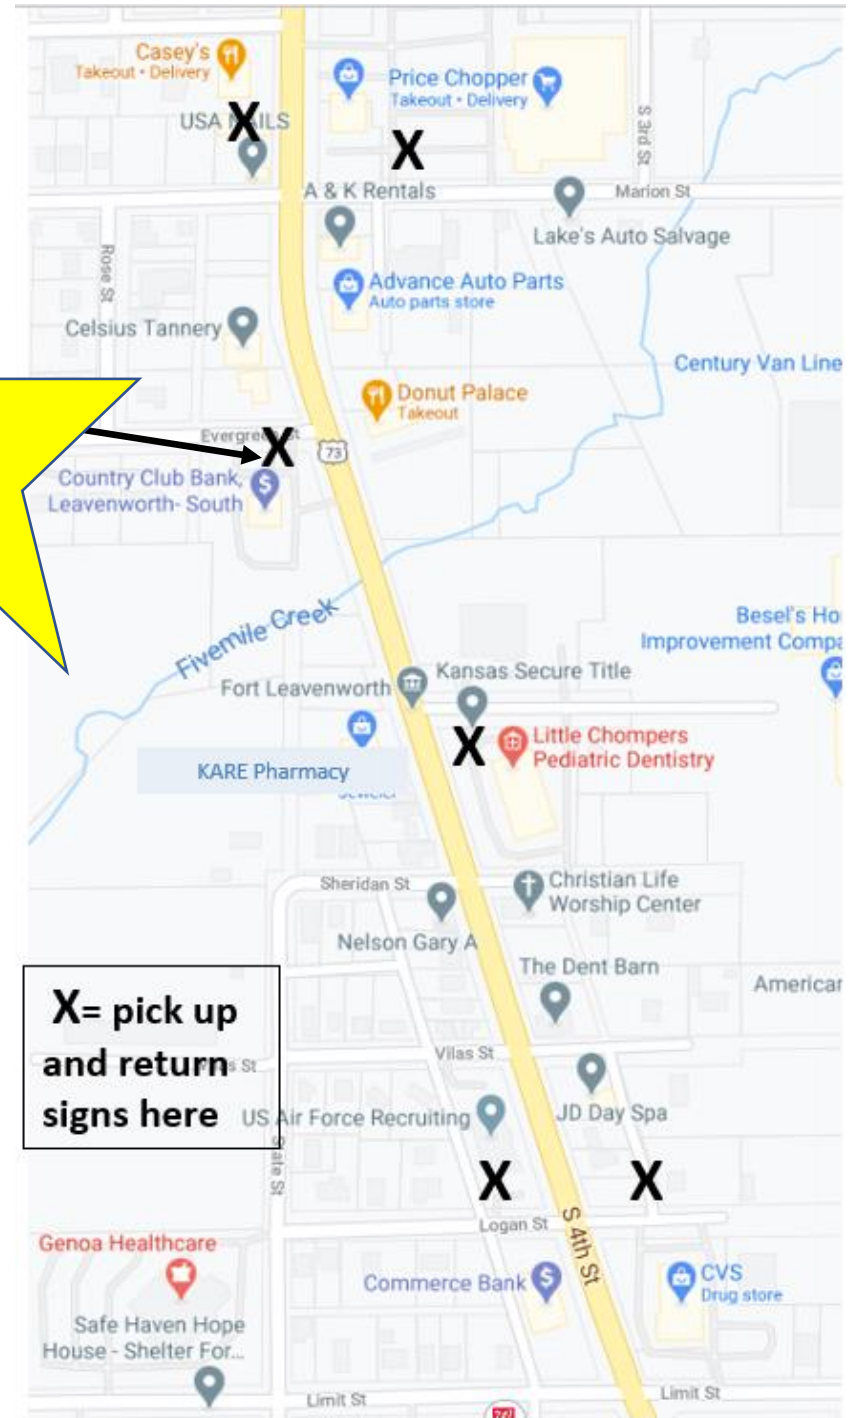 Casey's
Takeout • Delivery
Price Chopper
Takeout • Delivery
USA NAILS
X
X
S 3rd St
A & K Rentals
Marion St
Lake's Auto Salvage
Rose St
Advance Auto Parts
Auto parts store
Celsius Tannery
Century Van Line
Donut Palace
Takeout
Evergreen St
X
73
Country Club Bank,
Leavenworth- South
Fivemile Creek
Besel's Ho
Improvement Compa
Kansas Secure Title
Fort Leavenworth
X
Little Chompers
Pediatric Dentistry
KARE Pharmacy
Sheridan St
Christian Life
Worship Center
Nelson Gary A
The Dent Barn
American
X= pick up
and return
signs here
Vilas St
US Air Force Recruiting
JD Day Spa
State St
X
X
Logan St
S 4th St
Genoa Healthcare
Commerce Bank
CVS
Drug store
Safe Haven Hope
House - Shelter For...
Limit St
Limit St